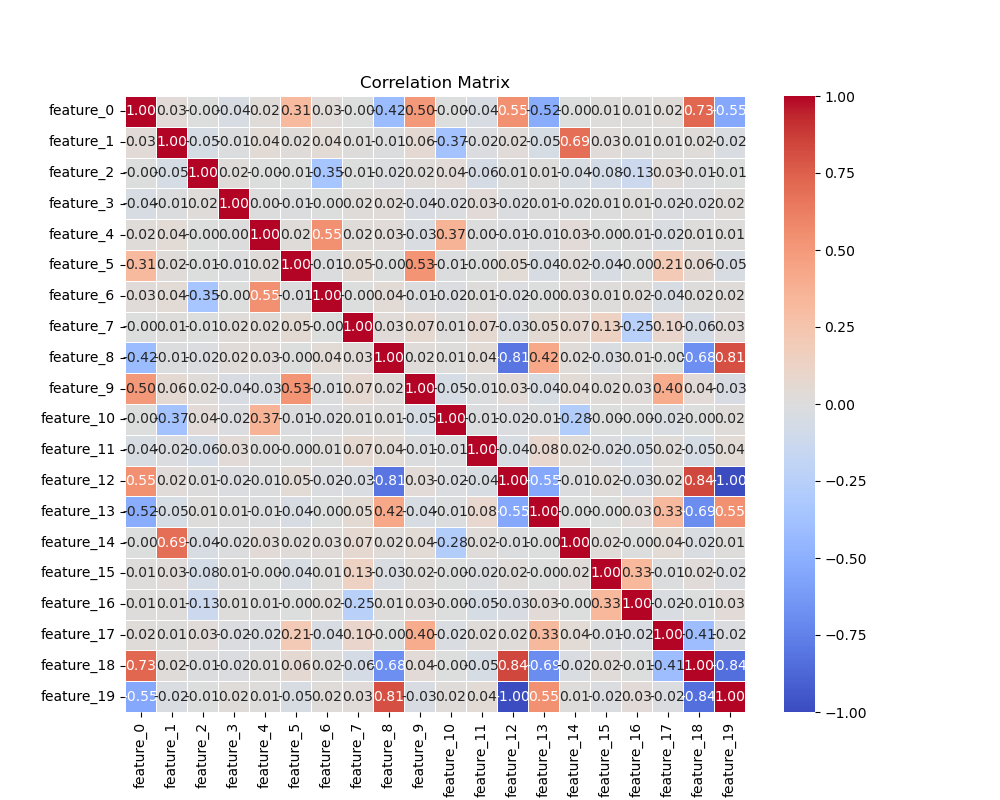 Correlation Matrix
feature_0 1.00 0.03 -0.00 -0.04 0.02 0.31 0.03 -0.00 -0.42 0.50 -0.00 -0.04 0.55 -0.52 -0.00 0.01 0.01 0.02 0.73 -0.55
feature_1 0.03 1.00 -0.05 -0.01 0.04 0.02 0.04 0.01 -0.01 0.06 -0.37 -0.02 0.02 -0.05 0.69 0.03 0.01 0.01 0.02 -0.02
feature_2 -0.00 -0.05 1.00 0.02 -0.00 -0.01 -0.35 -0.01 -0.02 0.02 0.04 -0.06 0.01 0.01 -0.04 -0.08 -0.13 0.03 -0.01 -0.01
feature_3 -0.04 -0.01 0.02 1.00 0.00 -0.01 -0.00 0.02 0.02 -0.04 -0.02 0.03 -0.02 0.01 -0.02 0.01 0.01 -0.02 -0.02 0.02
feature_4 0.02 0.04 -0.00 0.00 1.00 0.02 0.55 0.02 0.03 -0.03 0.37 0.00 -0.01 -0.01 0.03 -0.00 0.01 -0.02 0.01 0.01
feature_5 0.31 0.02 -0.01 -0.01 0.02 1.00 -0.01 0.05 -0.00 0.53 -0.01 -0.00 0.05 -0.04 0.02 -0.04 -0.00 0.21 0.06 -0.05
feature_6 0.03 0.04 -0.35 -0.00 0.55 -0.01 1.00 -0.00 0.04 -0.01 -0.02 0.01 -0.02 -0.00 0.03 0.01 0.02 -0.04 0.02 0.02
feature_7 -0.00 0.01 -0.01 0.02 0.02 0.05 -0.00 1.00 0.03 0.07 0.01 0.07 -0.03 0.05 0.07 0.13 -0.25 0.10 -0.06 0.03
feature_8 -0.42 -0.01 -0.02 0.02 0.03 -0.00 0.04 0.03 1.00 0.02 0.01 0.04 -0.81 0.42 0.02 -0.03 0.01 -0.00 -0.68 0.81
feature_9 0.50 0.06 0.02 -0.04 -0.03 0.53 -0.01 0.07 0.02 1.00 -0.05 -0.01 0.03 -0.04 0.04 0.02 0.03 0.40 0.04 -0.03
feature_10 -0.00 -0.37 0.04 -0.02 0.37 -0.01 -0.02 0.01 0.01 -0.05 1.00 -0.01 -0.02 -0.01 -0.28 -0.00 -0.00 -0.02 -0.00 0.02
feature_11 -0.04 -0.02 -0.06 0.03 0.00 -0.00 0.01 0.07 0.04 -0.01 -0.01 1.00 -0.04 0.08 0.02 -0.02 -0.05 0.02 -0.05 0.04
feature_12 0.55 0.02 0.01 -0.02 -0.01 0.05 -0.02 -0.03 -0.81 0.03 -0.02 -0.04 1.00 -0.55 -0.01 0.02 -0.03 0.02 0.84 -1.00
feature_13 -0.52 -0.05 0.01 0.01 -0.01 -0.04 -0.00 0.05 0.42 -0.04 -0.01 0.08 -0.55 1.00 -0.00 -0.00 0.03 0.33 -0.69 0.55
feature_14 -0.00 0.69 -0.04 -0.02 0.03 0.02 0.03 0.07 0.02 0.04 -0.28 0.02 -0.01 -0.00 1.00 0.02 -0.00 0.04 -0.02 0.01
feature_15 0.01 0.03 -0.08 0.01 -0.00 -0.04 0.01 0.13 -0.03 0.02 -0.00 -0.02 0.02 -0.00 0.02 1.00 0.33 -0.01 0.02 -0.02
feature_16 0.01 0.01 -0.13 0.01 0.01 -0.00 0.02 -0.25 0.01 0.03 -0.00 -0.05 -0.03 0.03 -0.00 0.33 1.00 -0.02 -0.01 0.03
feature_17 0.02 0.01 0.03 -0.02 -0.02 0.21 -0.04 0.10 -0.00 0.40 -0.02 0.02 0.02 0.33 0.04 -0.01 -0.02 1.00 -0.41 -0.02
feature_18 0.73 0.02 -0.01 -0.02 0.01 0.06 0.02 -0.06 -0.68 0.04 -0.00 -0.05 0.84 -0.69 -0.02 0.02 -0.01 -0.41 1.00 -0.84
feature_19 -0.55 -0.02 -0.01 0.02 0.01 -0.05 0.02 0.03 0.81 -0.03 0.02 0.04 -1.00 0.55 0.01 -0.02 0.03 -0.02 -0.84 1.00
feature_0 feature_1 feature_2 feature_3 feature_4 feature_5 feature_6 feature_7 feature_8 feature_9 feature_10 feature_11 feature_12 feature_13 feature_14 feature_15 feature_16 feature_17 feature_18 feature_19
1.00
0.75
0.50
0.25
0.00
−0.25
−0.50
−0.75
−1.00